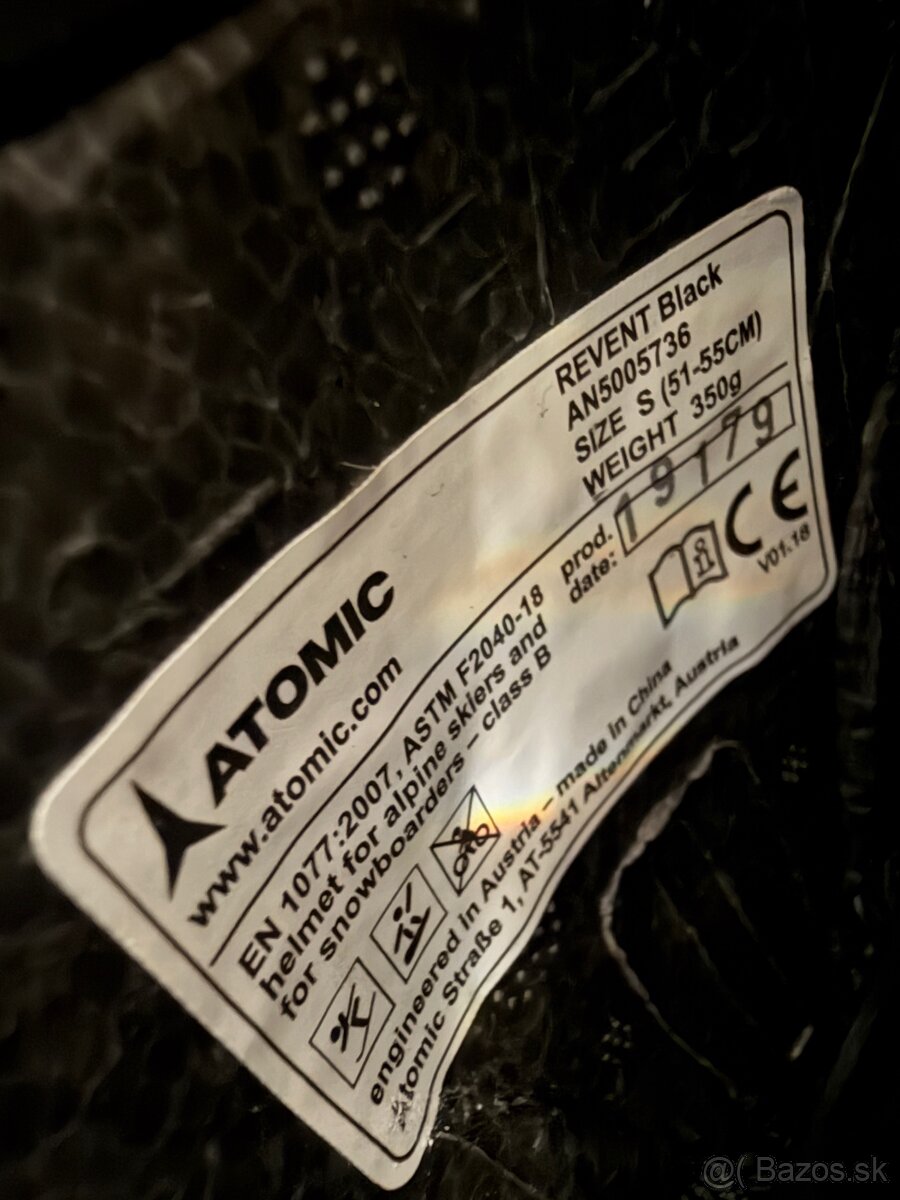 REVENT Black
AN5005736
SIZE S (51-55CM)
WEIGHT 350g
ATOMIC
www.atomic.com
prod.
date:
19179
CE
V01.18
EN 1077:2007, ASTM F2040-18
helmet for alpine skiers and
for snowboarders – class B
engineered in Austria – made in China
Atomic Straße 1, AT-5541 Altenmarkt, Austria
@( Bazos.sk